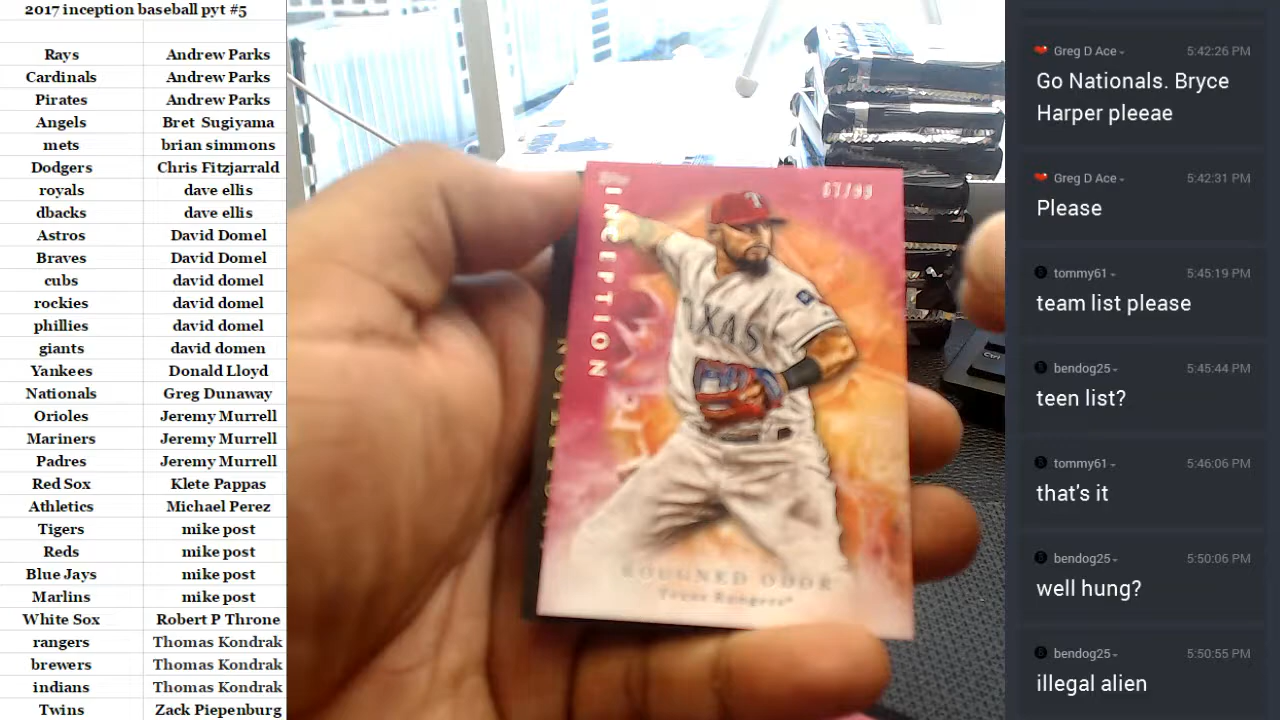 2017 inception baseball pyt #5
Rays Andrew Parks
Cardinals Andrew Parks
Pirates Andrew Parks
Angels Bret Sugiyama
mets brian simmons
Dodgers Chris Fitzjarrald
royals dave ellis
dbacks dave ellis
Astros David Domel
Braves David Domel
cubs david domel
rockies david domel
phillies david domel
giants david domen
Yankees Donald Lloyd
Nationals Greg Dunaway
Orioles Jeremy Murrell
Mariners Jeremy Murrell
Padres Jeremy Murrell
Red Sox Klete Pappas
Athletics Michael Perez
Tigers mike post
Reds mike post
Blue Jays mike post
Marlins mike post
White Sox Robert P Throne
rangers Thomas Kondrak
brewers Thomas Kondrak
indians Thomas Kondrak
Twins Zack Piepenburg
Topps
INCEPTION
TEXAS
ROUGNED ODOR
Texas Rangers
Ctrl
Greg D Ace 5:42:26 PM
Go Nationals. Bryce
Harper pleeae
Greg D Ace 5:42:31 PM
Please
tommy61 5:45:19 PM
team list please
bendog25 5:45:44 PM
teen list?
tommy61 5:46:06 PM
that's it
bendog25 5:50:06 PM
well hung?
bendog25 5:50:55 PM
illegal alien